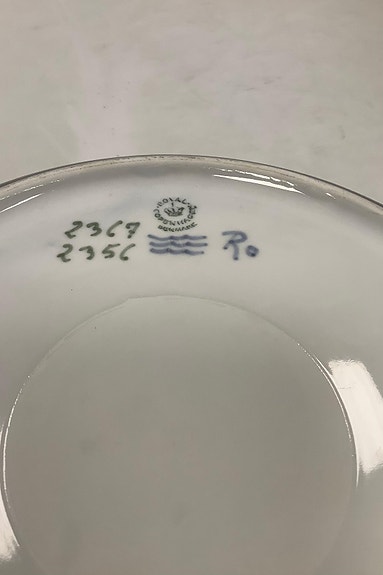 ROYAL
COPENHAGEN
DENMARK
2367
2356
Ro